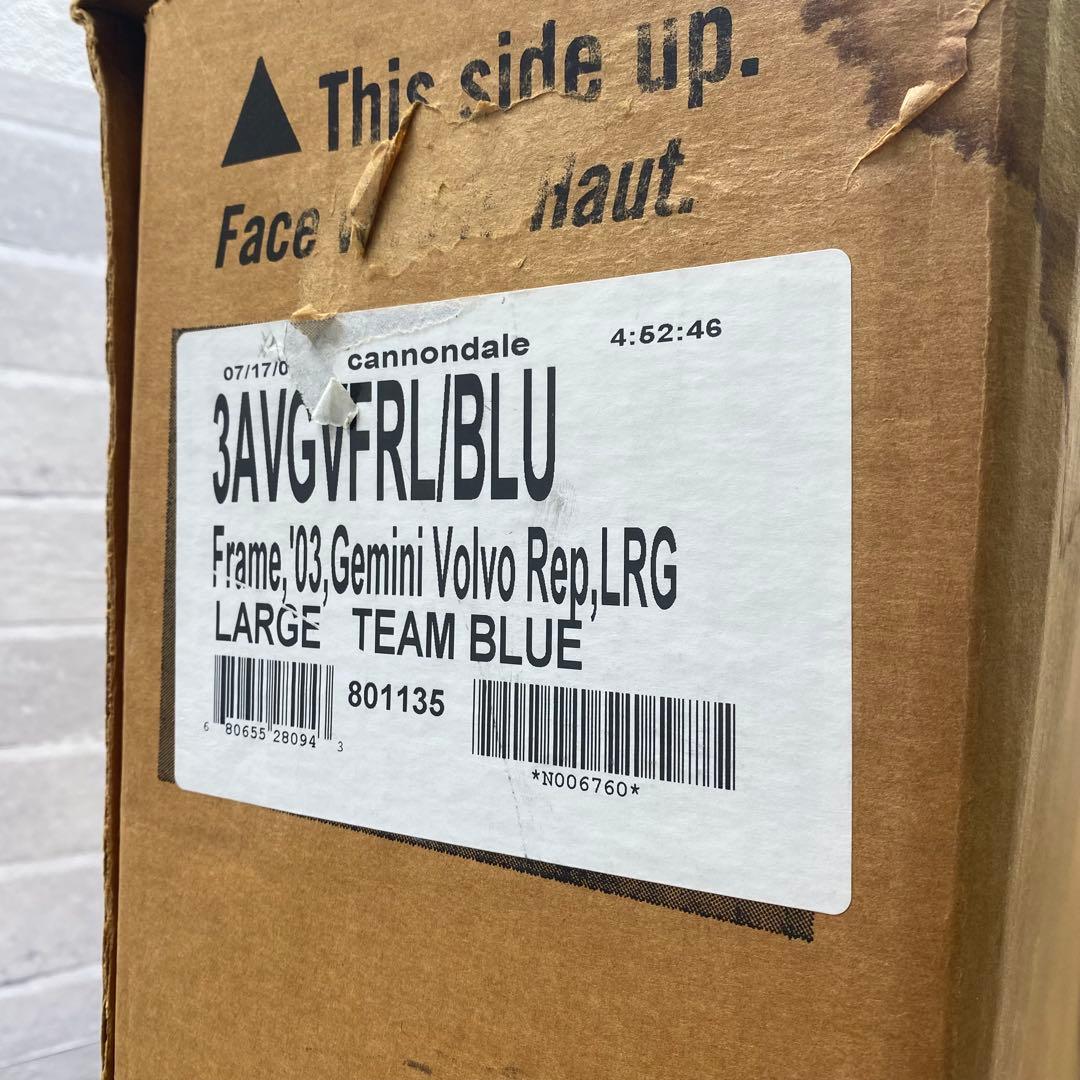 This side up.
Face Haut.
07/17/0 cannondale 4:52:46
3AVGVFRL/BLU
Frame,'03,Gemini Volvo Rep,LRG
LARGE TEAM BLUE
801135
6 80655 28094 3
*N006760*